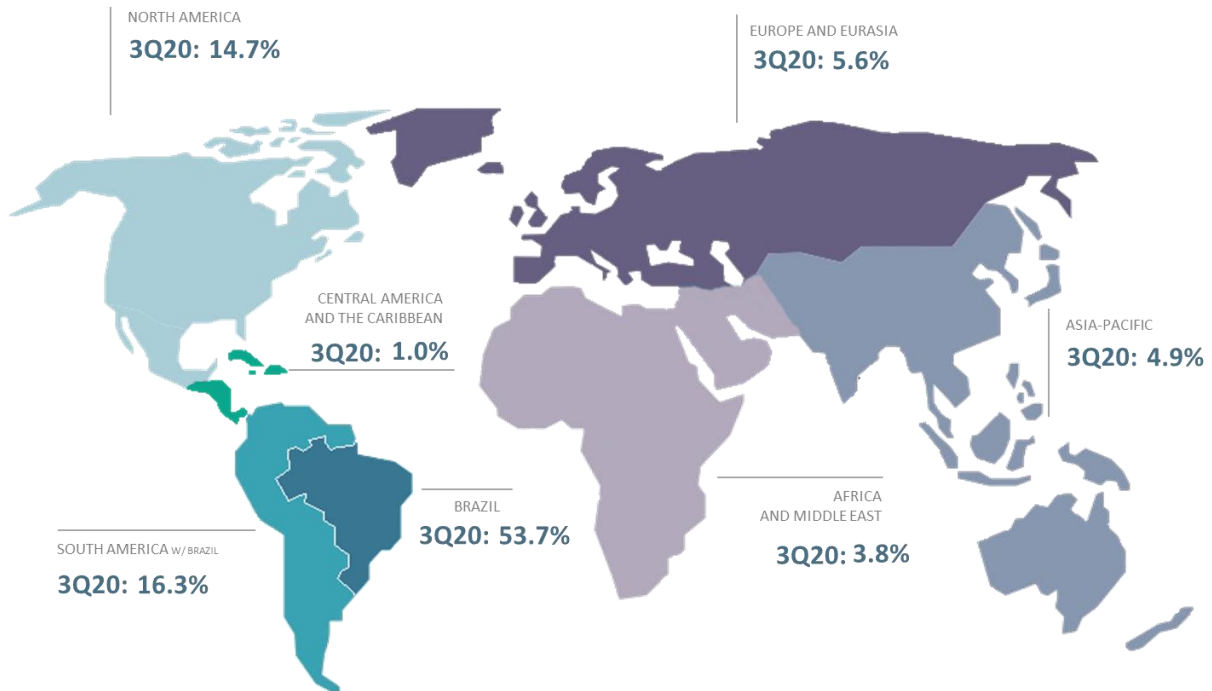 NORTH AMERICA
3Q20: 14.7%
EUROPE AND EURASIA
3Q20: 5.6%
CENTRAL AMERICA
AND THE CARIBBEAN
3Q20: 1.0%
ASIA-PACIFIC
3Q20: 4.9%
BRAZIL
3Q20: 53.7%
AFRICA
AND MIDDLE EAST
3Q20: 3.8%
SOUTH AMERICA W/ BRAZIL
3Q20: 16.3%